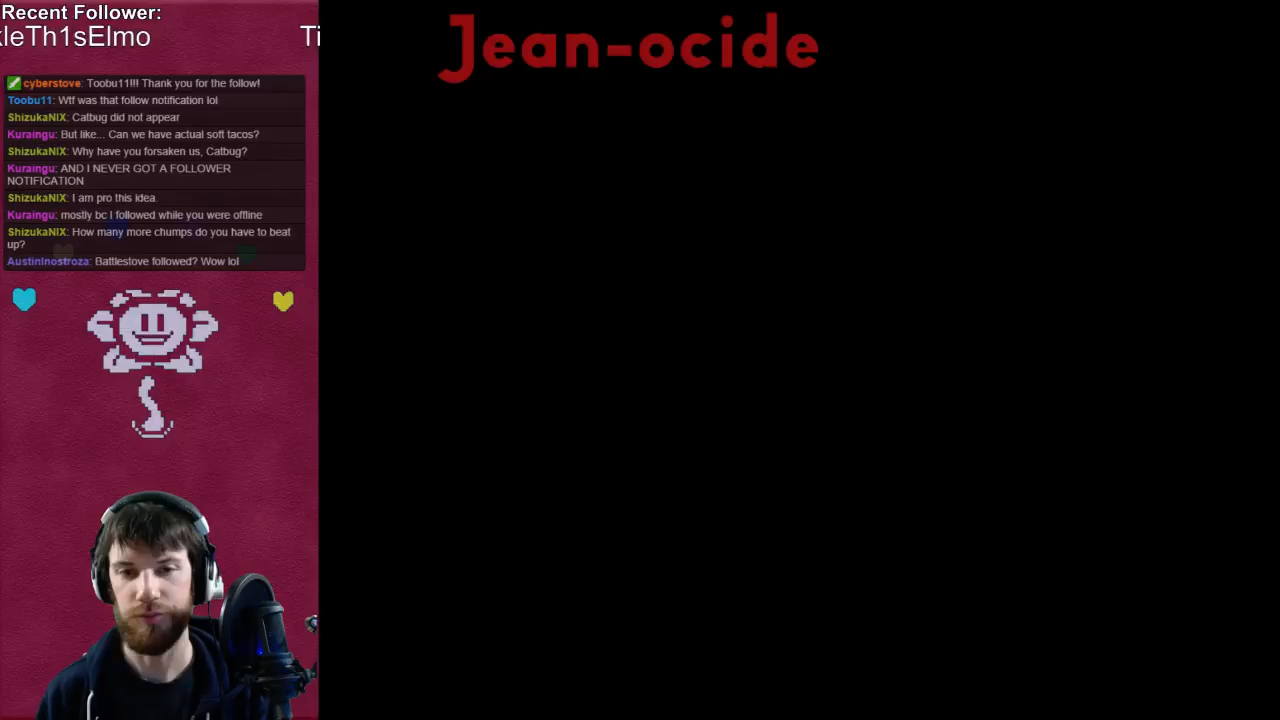 Recent Follower:
kleTh1sElmo Ti
Jean-ocide
cyberstove: Toobu11!!! Thank you for the follow!
Toobu11: Wtf was that follow notification lol
ShizukaNIX: Catbug did not appear
Kuraingu: But like... Can we have actual soft tacos?
ShizukaNIX: Why have you forsaken us, Catbug?
Kuraingu: AND I NEVER GOT A FOLLOWER
NOTIFICATION
ShizukaNIX: I am pro this idea.
Kuraingu: mostly bc I followed while you were offline
ShizukaNIX: How many more chumps do you have to beat
up?
AustinInostroza: Battlestove followed? Wow lol